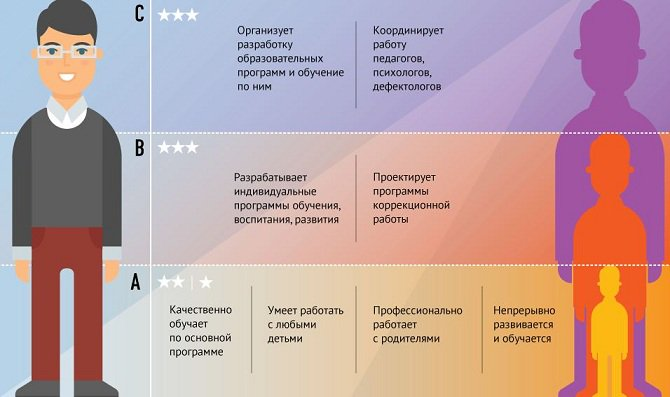 C
Организует
разработку
образовательных
программ и обучение
по ним
Координирует
работу
педагогов,
психологов,
дефектологов
B
Разрабатывает
индивидуальные
программы обучения,
воспитания, развития
Проектирует
программы
коррекционной
работы
A
Качественно
обучает
по основной
программе
Умеет работать
с любыми
детьми
Профессионально
работает
с родителями
Непрерывно
развивается
и обучается